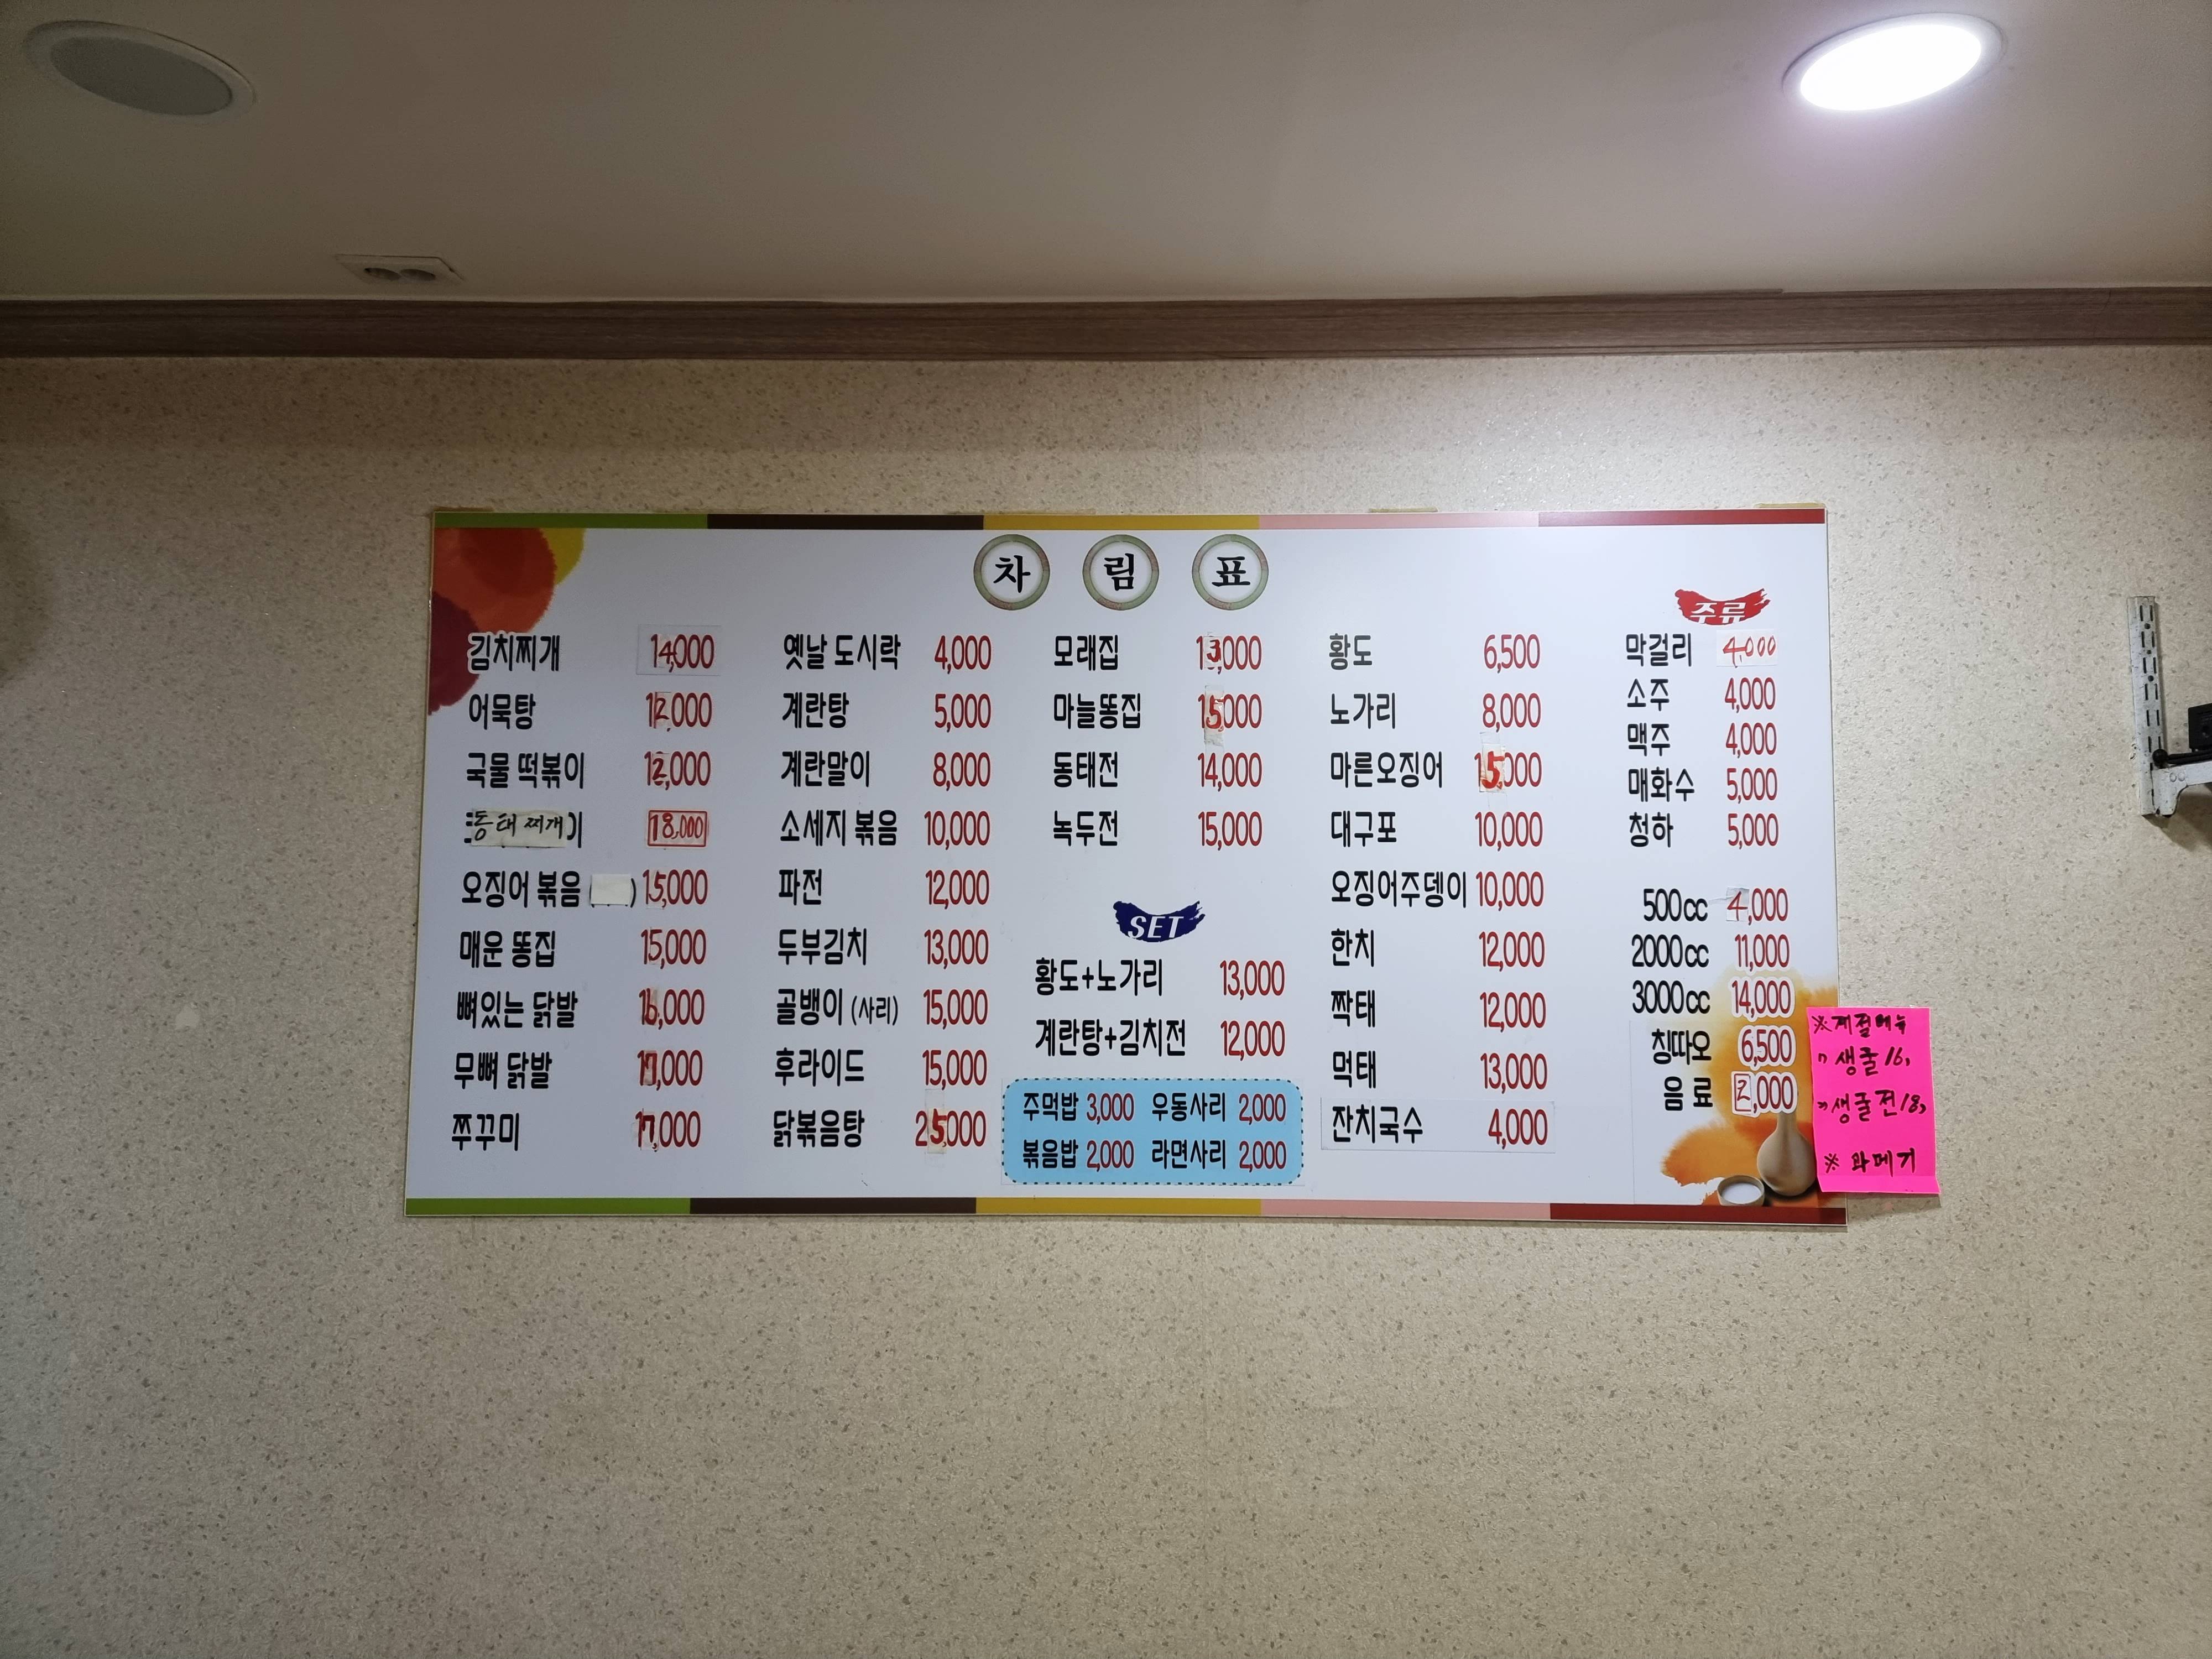 차 림 표
김치찌개 14,000
어묵탕 12,000
국물 떡볶이 12,000
동태찌개 18,000
오징어 볶음 ( ) 15,000
매운 똥집 15,000
뼈있는 닭발 16,000
무뼈 닭발 17,000
쭈꾸미 17,000
옛날 도시락 4,000
계란탕 5,000
계란말이 8,000
소세지 볶음 10,000
파전 12,000
두부김치 13,000
골뱅이 (사리) 15,000
후라이드 15,000
닭볶음탕 25,000
모래집 13,000
마늘똥집 15,000
동태전 14,000
녹두전 15,000
SET
황도+노가리 13,000
계란탕+김치전 12,000
주먹밥 3,000 우동사리 2,000
볶음밥 2,000 라면사리 2,000
황도 6,500
노가리 8,000
마른오징어 15,000
대구포 10,000
오징어주뎅이 10,000
한치 12,000
짝태 12,000
먹태 13,000
잔치국수 4,000
주류
막걸리 4,000
소주 4,000
맥주 4,000
매화수 5,000
청하 5,000
500cc 4,000
2000cc 11,000
3000cc 14,000
칭따오 6,500
음료 2,000
※계절메뉴
" 생굴 16,
" 생굴전 18,
※ 과메기